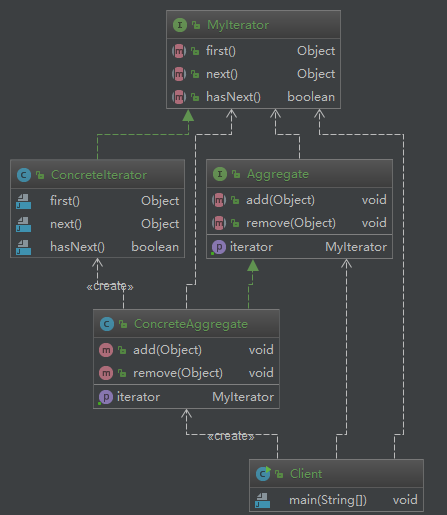 MyIterator
first() Object
next() Object
hasNext() boolean
ConcreteIterator
first() Object
next() Object
hasNext() boolean
Aggregate
add(Object) void
remove(Object) void
iterator MyIterator
«create»
ConcreteAggregate
add(Object) void
remove(Object) void
iterator MyIterator
«create»
Client
main(String[]) void